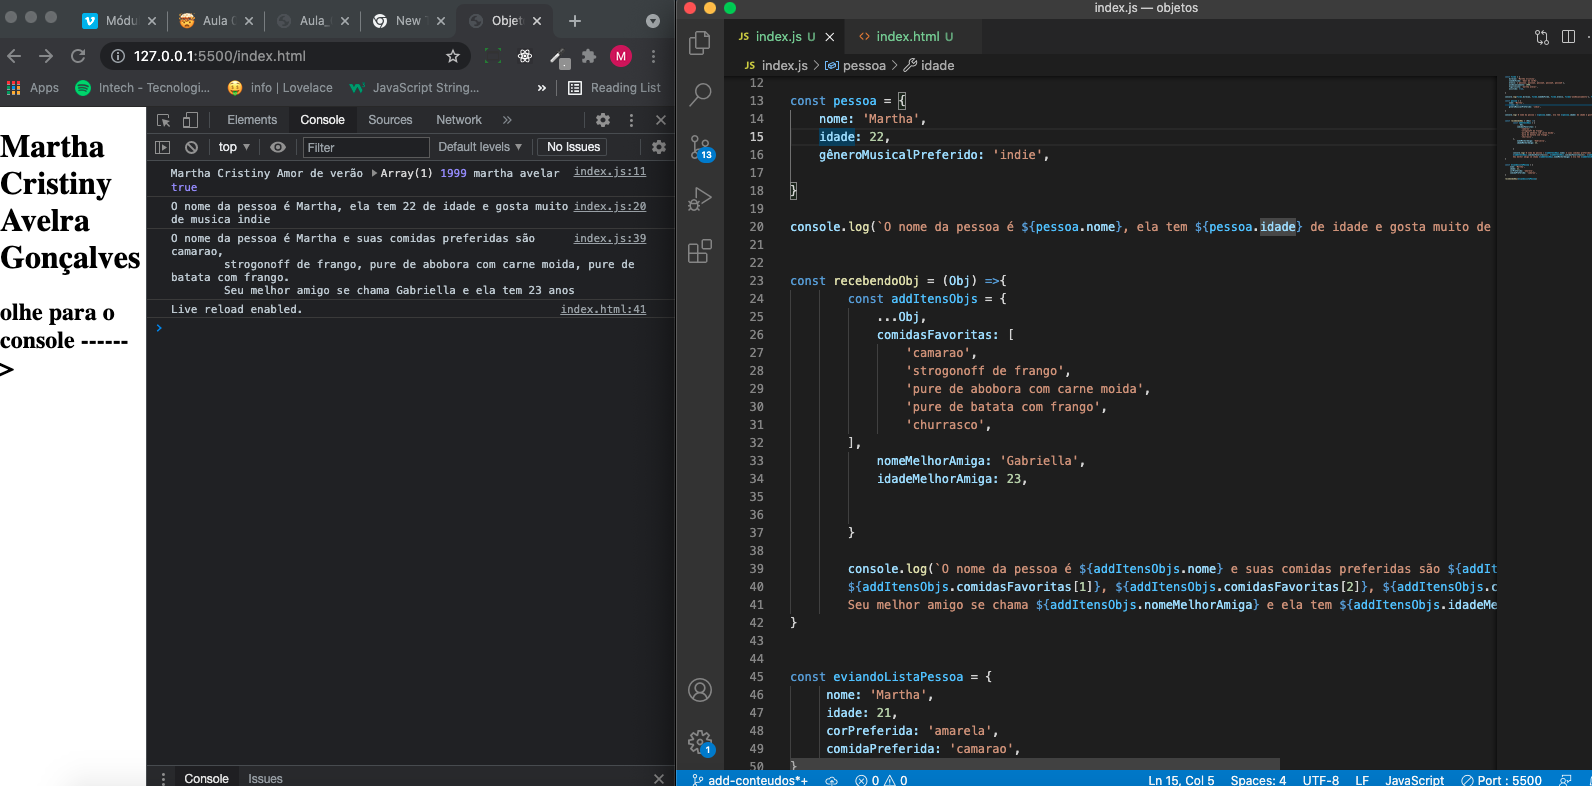 Módu
Aula
Aula_
New
Objet
127.0.0.1:5500/index.html
M
Apps
Intech - Tecnologi...
info | Lovelace
JavaScript String...
»
Reading List
Martha
Cristiny
Avelra
Gonçalves
olhe para o
console ------
>
Elements
Console
Sources
Network
»
top
Filter
Default levels
No Issues
Martha Cristiny Amor de verão ▶Array(1) 1999 martha avelar index.js:11
true
O nome da pessoa é Martha, ela tem 22 de idade e gosta muito index.js:20
de musica indie
O nome da pessoa é Martha e suas comidas preferidas são index.js:39
camarao,
strogonoff de frango, pure de abobora com carne moida, pure de
batata com frango.
Seu melhor amigo se chama Gabriella e ela tem 23 anos
Live reload enabled. index.html:41
>
Console
Issues
index.js — objetos
JS index.js U
<> index.html U
JS index.js > pessoa > idade
13
1
12
13 const pessoa = {
14 nome: 'Martha',
15 idade: 22,
16 gêneroMusicalPreferido: 'indie',
17
18 }
19
20 console.log(`O nome da pessoa é ${pessoa.nome}, ela tem ${pessoa.idade} de idade e gosta muito de
21
22
23 const recebendoObj = (Obj) =>{
24 const addItensObjs = {
25 ...Obj,
26 comidasFavoritas: [
27 'camarao',
28 'strogonoff de frango',
29 'pure de abobora com carne moida',
30 'pure de batata com frango',
31 'churrasco',
32 ],
33 nomeMelhorAmiga: 'Gabriella',
34 idadeMelhorAmiga: 23,
35
36
37 }
38
39 console.log(`O nome da pessoa é ${addItensObjs.nome} e suas comidas preferidas são ${addIt
40 ${addItensObjs.comidasFavoritas[1]}, ${addItensObjs.comidasFavoritas[2]}, ${addItensObjs.c
41 Seu melhor amigo se chama ${addItensObjs.nomeMelhorAmiga} e ela tem ${addItensObjs.idadeMe
42 }
43
44
45 const eviandoListaPessoa = {
46 nome: 'Martha',
47 idade: 21,
48 corPreferida: 'amarela',
49 comidaPreferida: 'camarao',
50 }
add-conteudos*+
0
0
Ln 15, Col 5
Spaces: 4
UTF-8
LF
JavaScript
Port : 5500